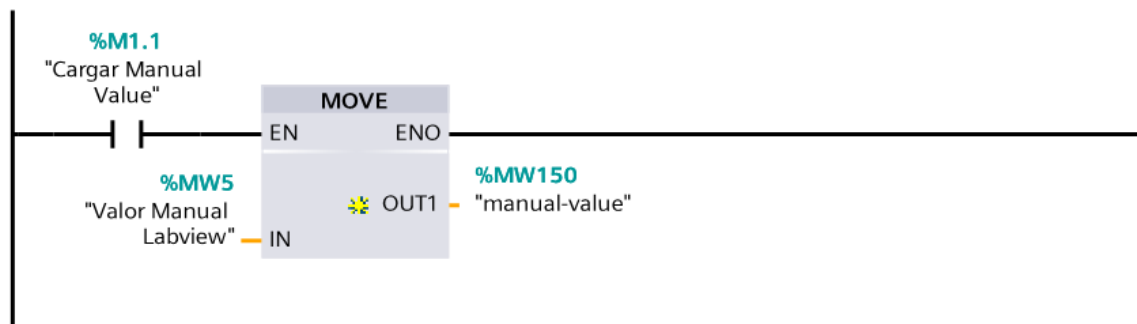 %M1.1
"Cargar Manual
Value"
MOVE
EN
ENO
%MW5
"Valor Manual
Labview"
IN
OUT1
%MW150
"manual-value"